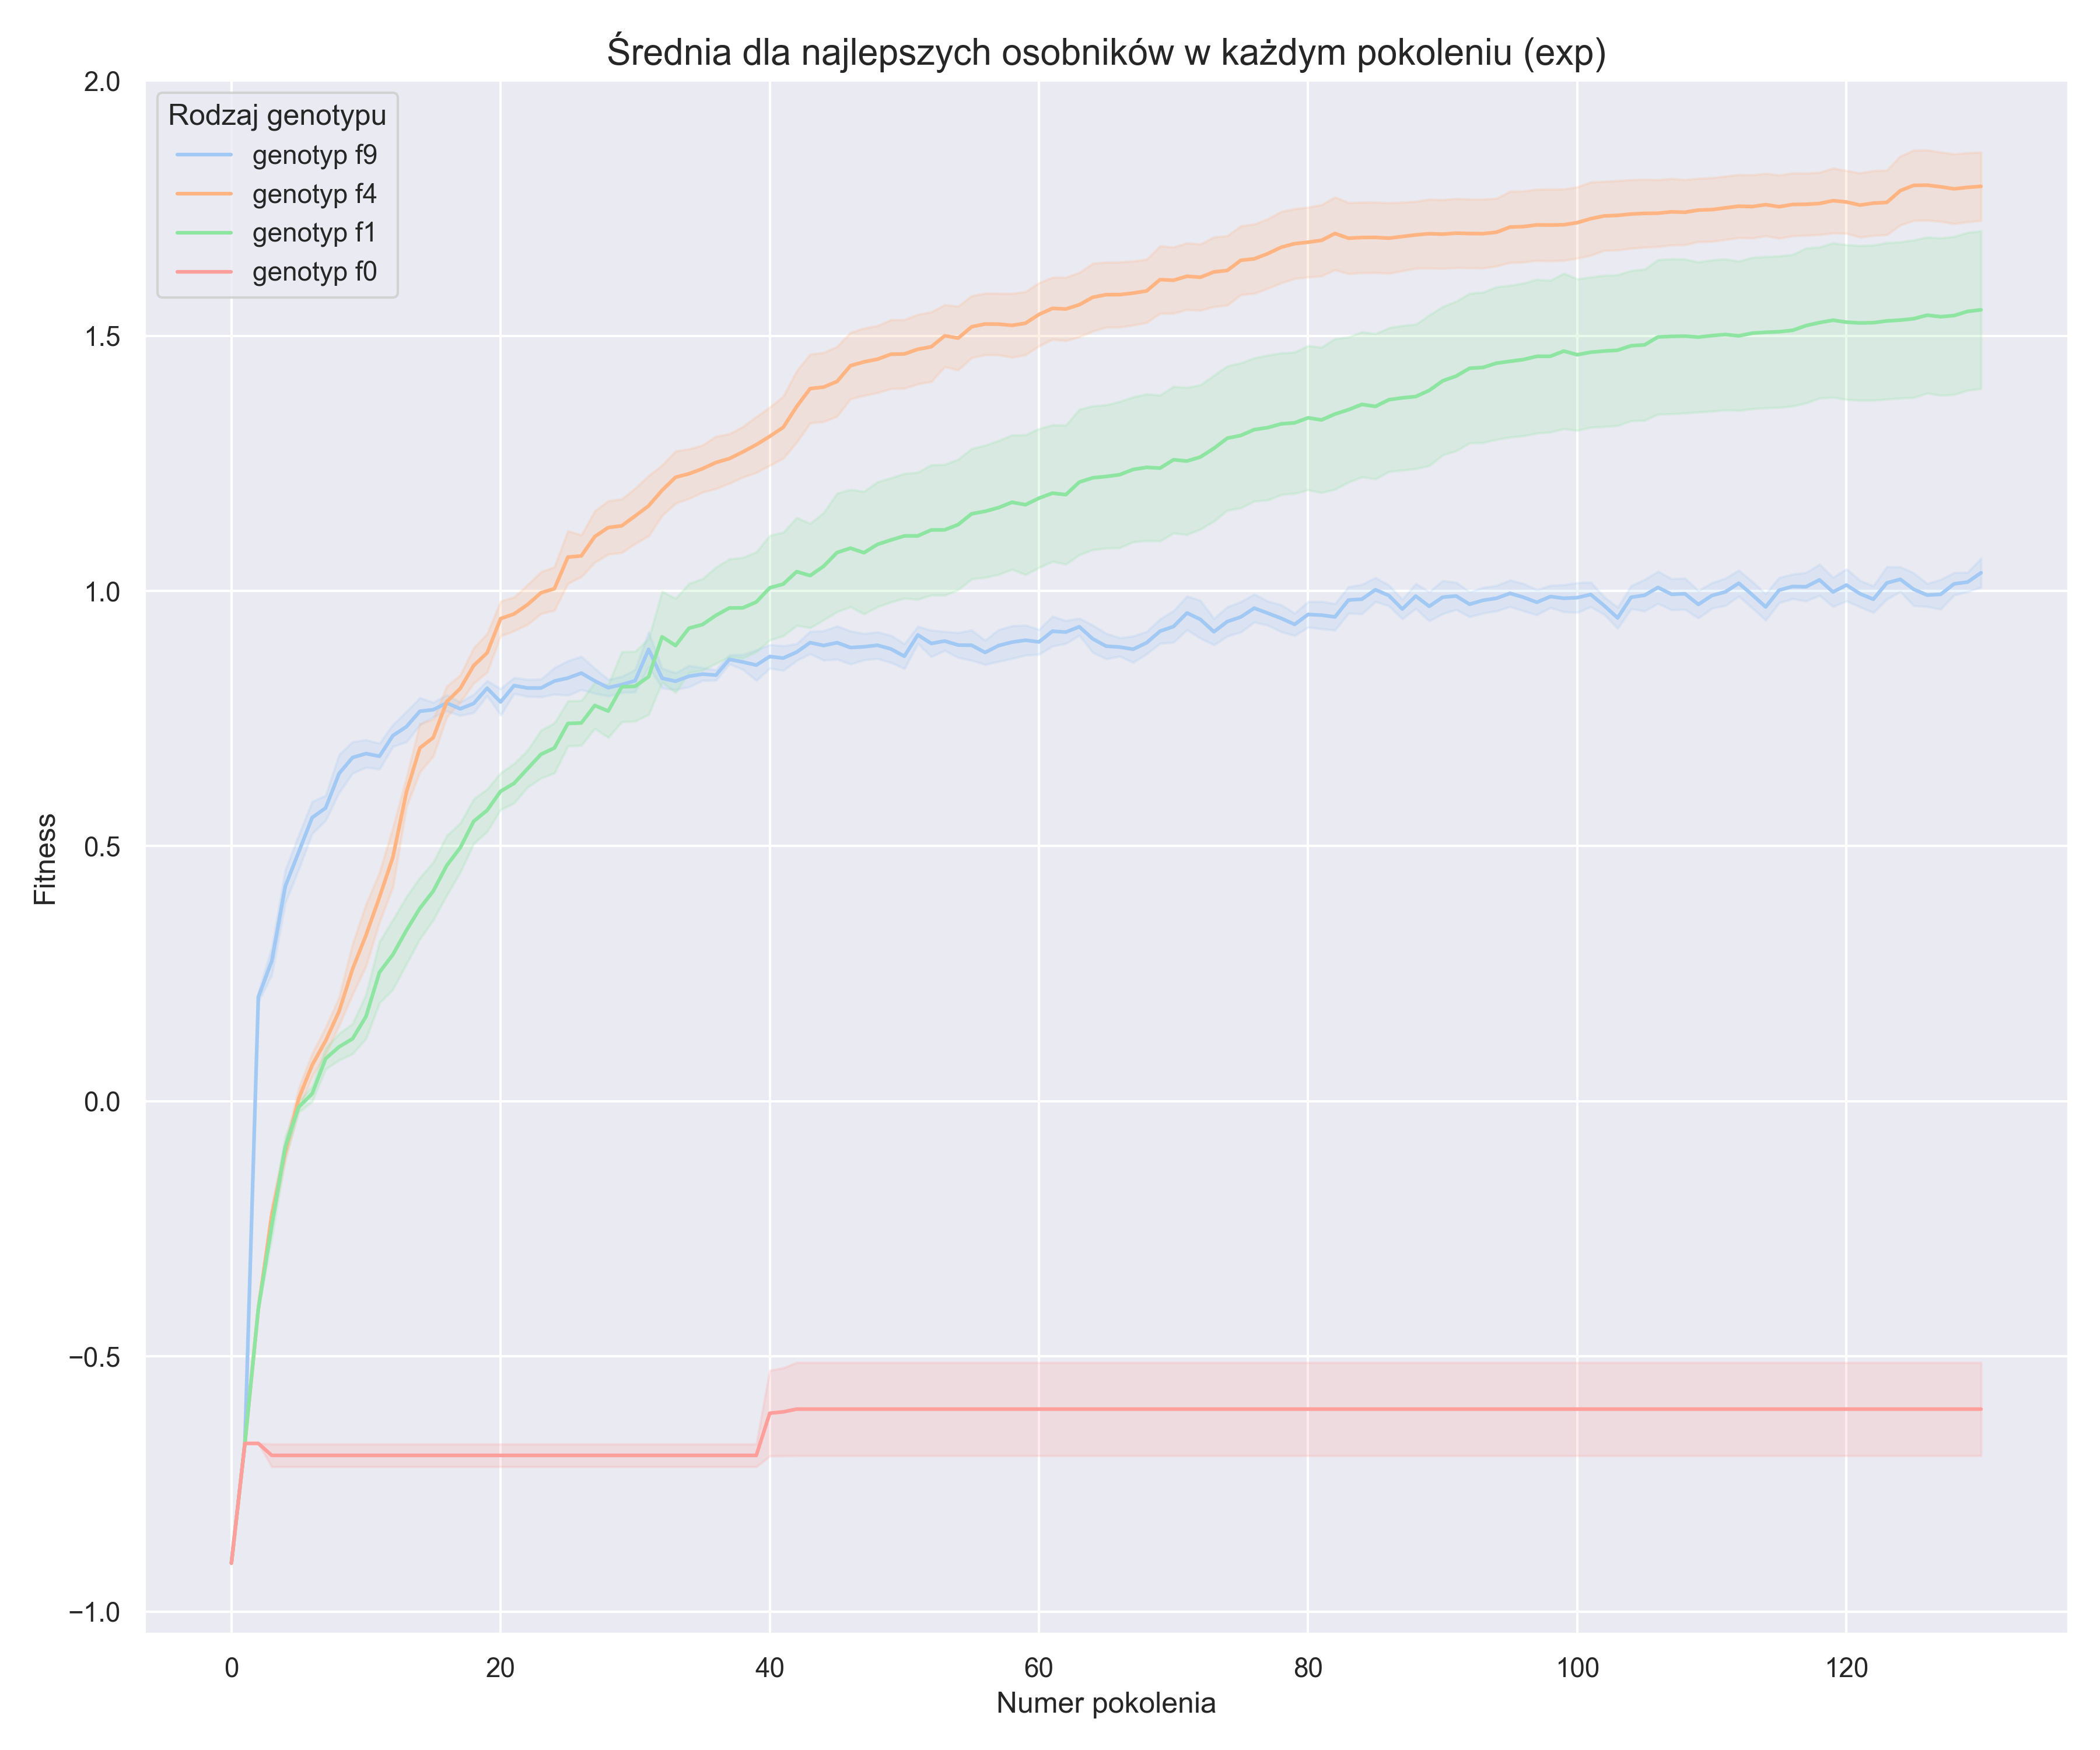 Średnia dla najlepszych osobników w każdym pokoleniu (exp)
2.0
1.5
1.0
0.5
0.0
−0.5
−1.0
Fitness
Rodzaj genotypu
genotyp f9
genotyp f4
genotyp f1
genotyp f0
0 20 40 60 80 100 120
Numer pokolenia